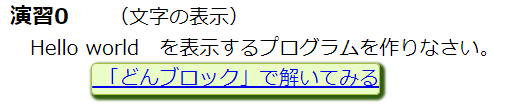 演習0　　（文字の表示）
Hello world　を表示するプログラムを作りなさい。
「どんブロック」で解いてみる